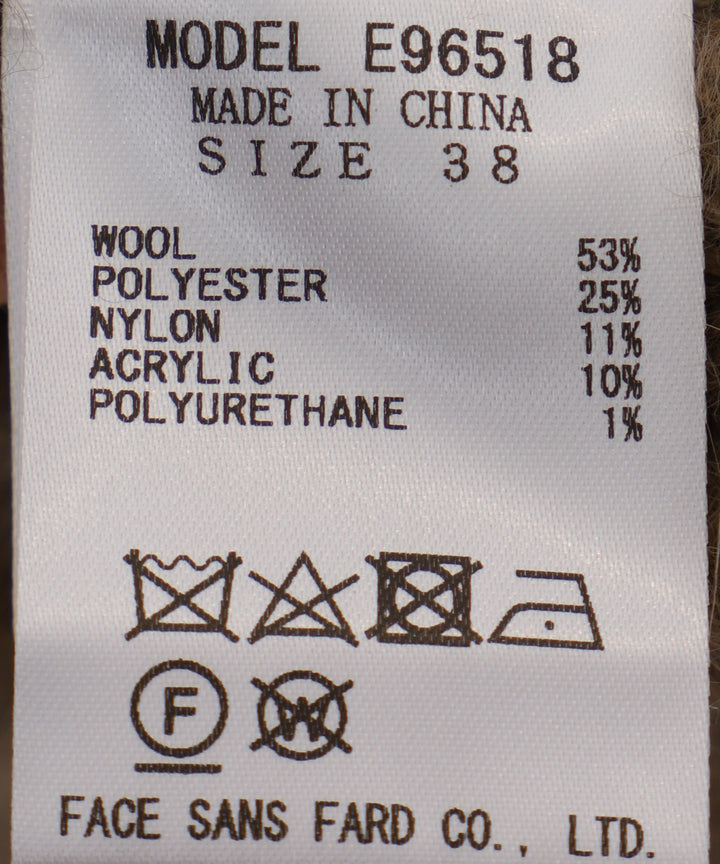 MODEL E96518
MADE IN CHINA
SIZE 38
WOOL 53%
POLYESTER 25%
NYLON 11%
ACRYLIC 10%
POLYURETHANE 1%
F W
FACE SANS FARD CO., LTD.